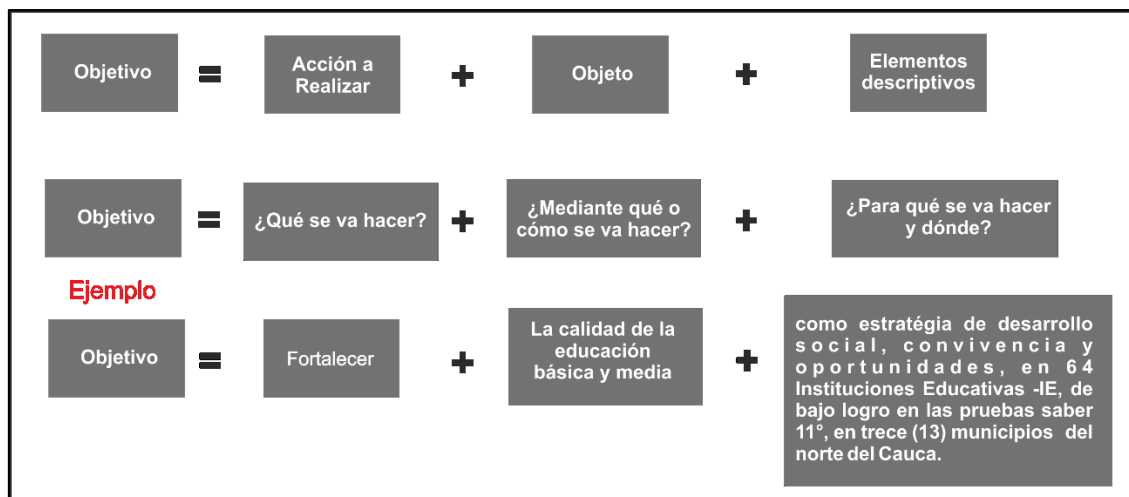 Objetivo = Acción a + Objeto + Elementos
Realizar descriptivos
Objetivo = ¿Qué se va hacer? + ¿Mediante qué o + ¿Para qué se va hacer
cómo se va hacer? y dónde?
Ejemplo
Objetivo = Fortalecer + La calidad de la
educación
básica y media
+ como estratégia de desarrollo
social, convivencia y
oportunidades, en 64
Instituciones Educativas -IE, de
bajo logro en las pruebas saber
11°, en trece (13) municipios del
norte del Cauca.